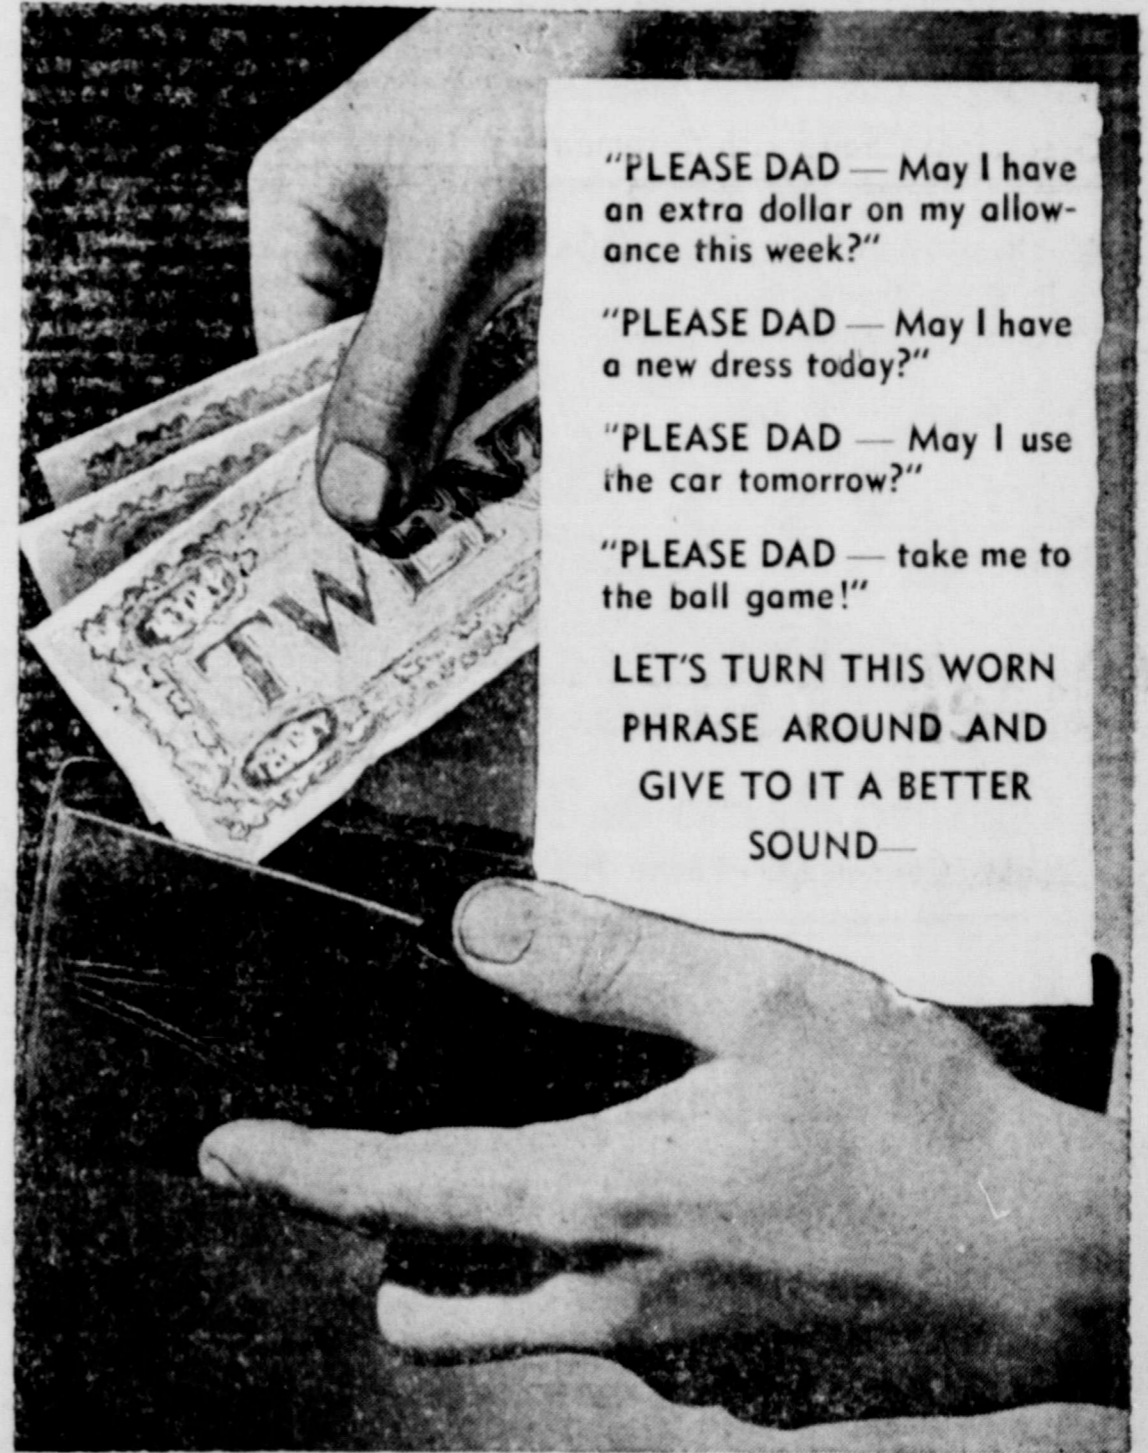 "PLEASE DAD — May I have
an extra dollar on my allow-
ance this week?"
"PLEASE DAD — May I have
a new dress today?"
"PLEASE DAD — May I use
the car tomorrow?"
"PLEASE DAD — take me to
the ball game!"
LET'S TURN THIS WORN
PHRASE AROUND AND
GIVE TO IT A BETTER
SOUND—
TW